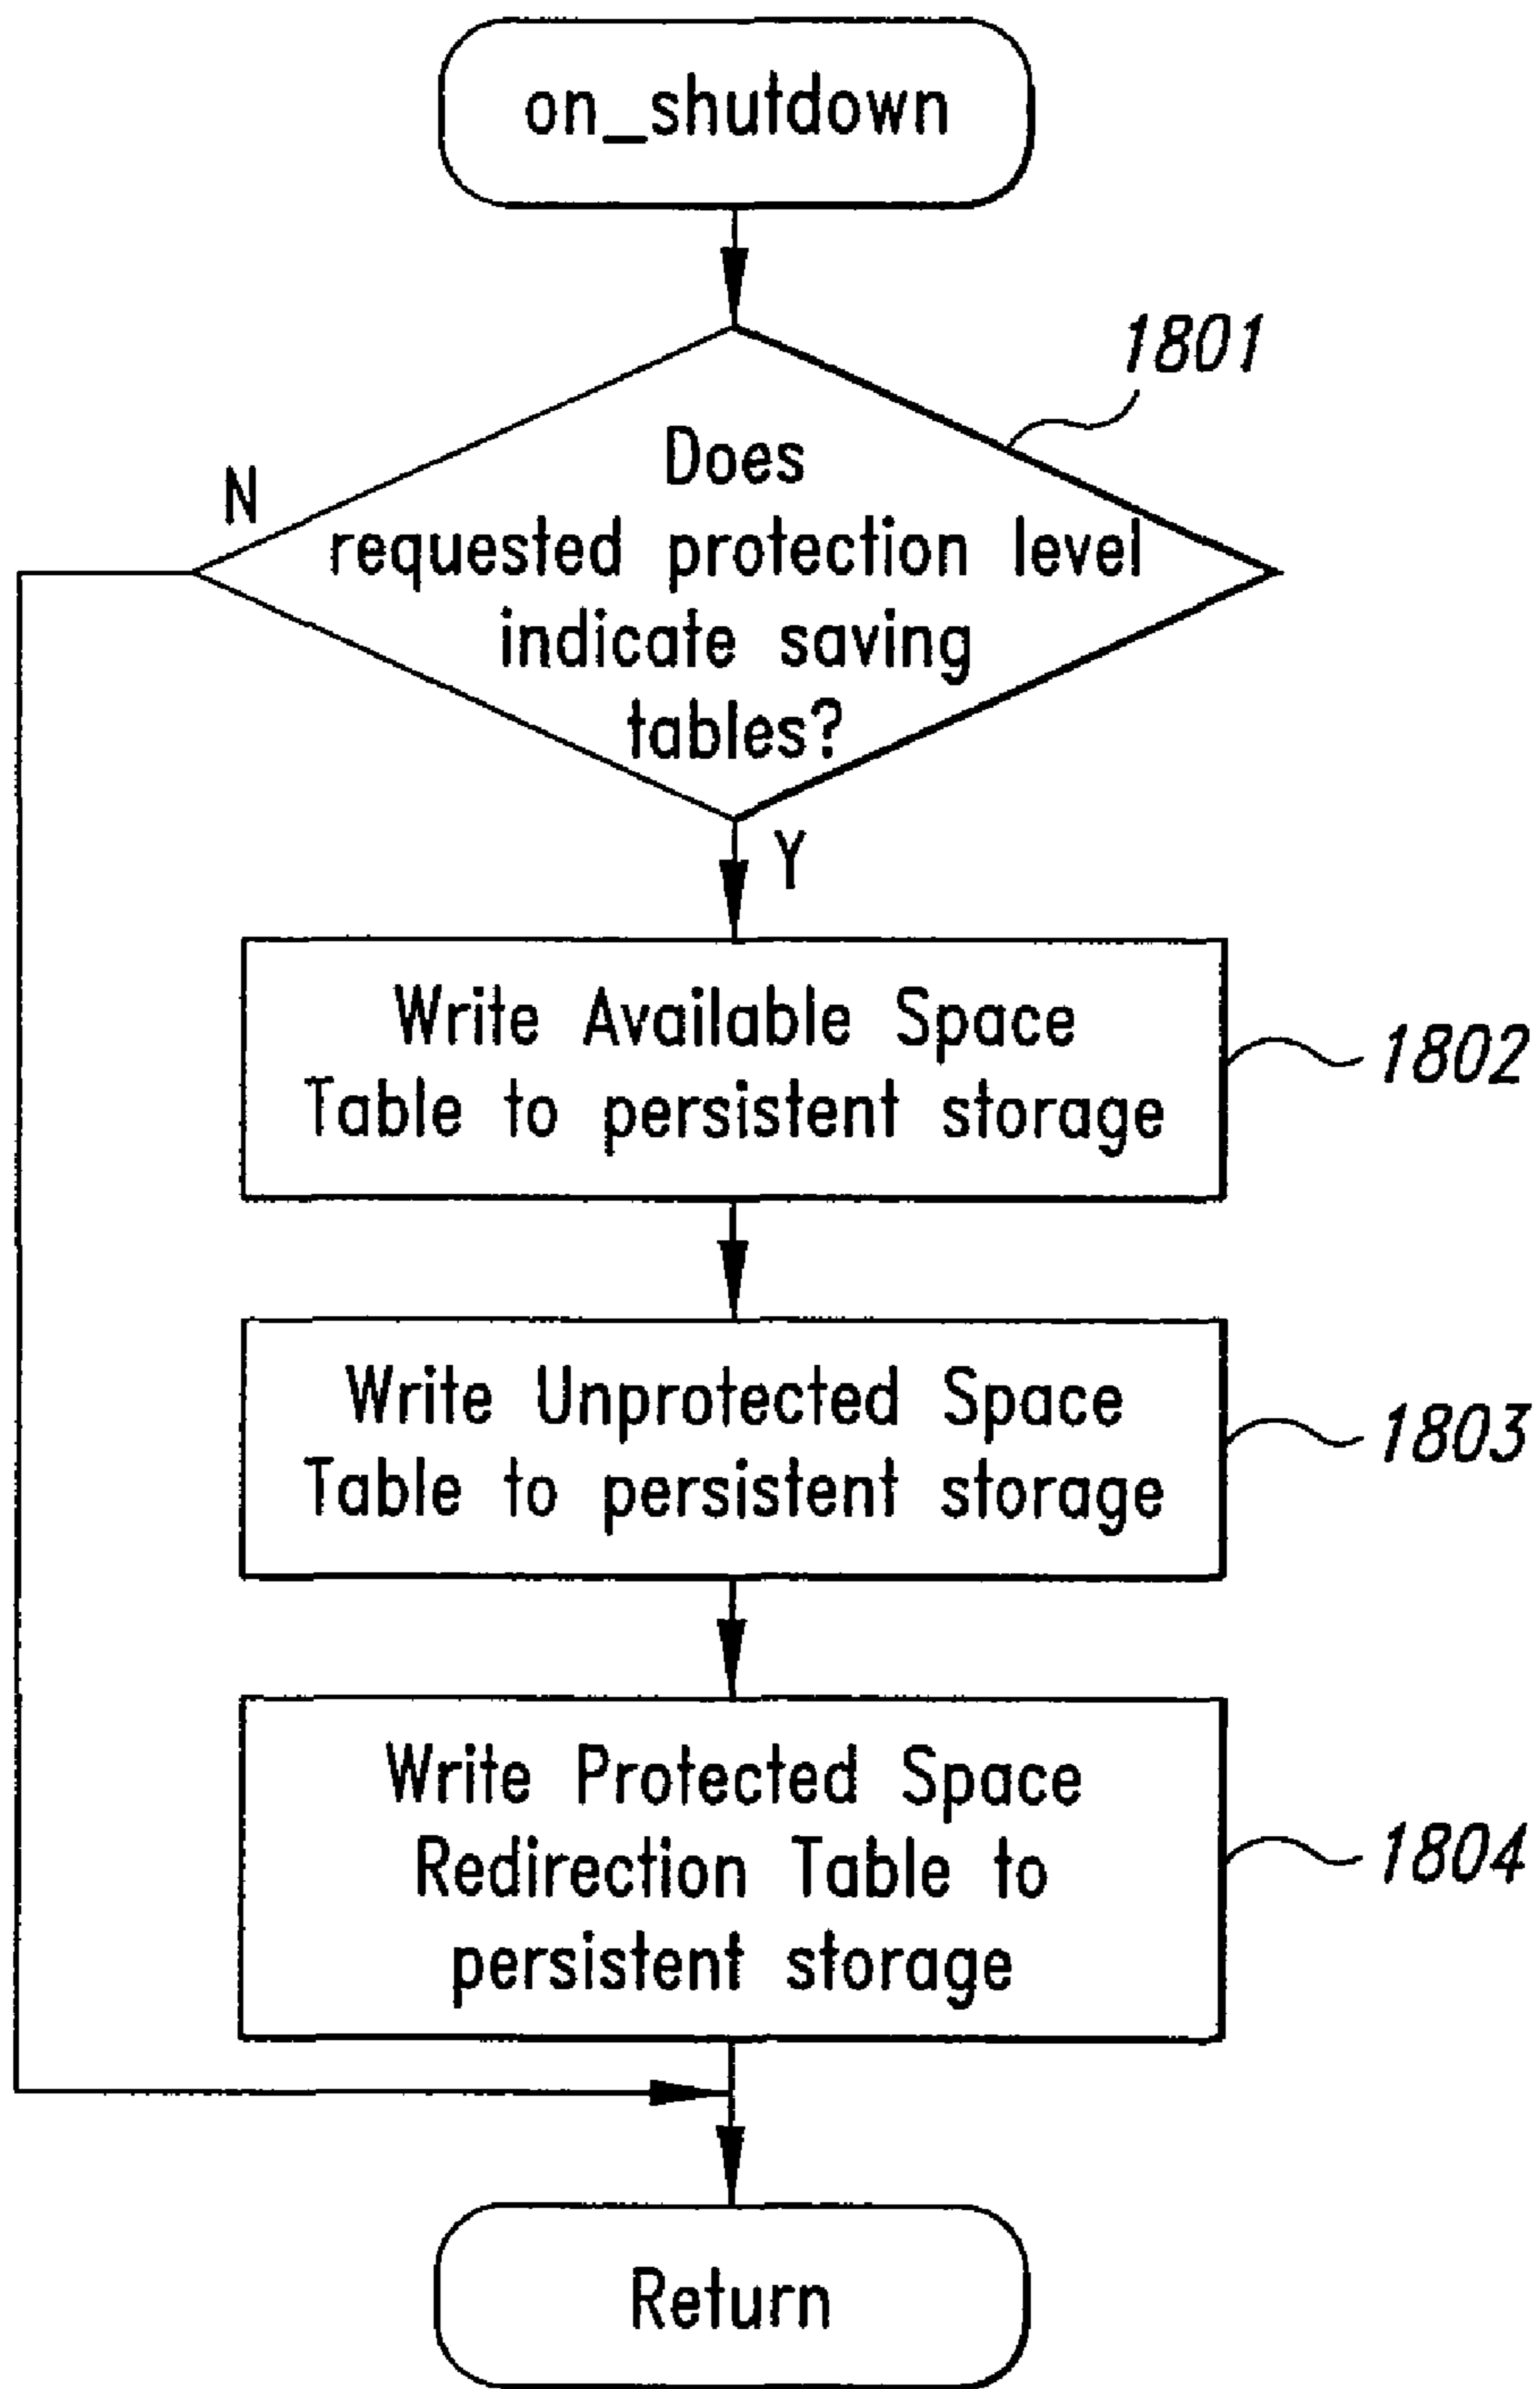 on_shutdown
1801
Does
N
requested protection level
indicate saving
tables?
Y
Write Available Space
Table to persistent storage
1802
Write Unprotected Space
Table to persistent storage
1803
Write Protected Space
Redirection Table to
persistent storage
1804
Return